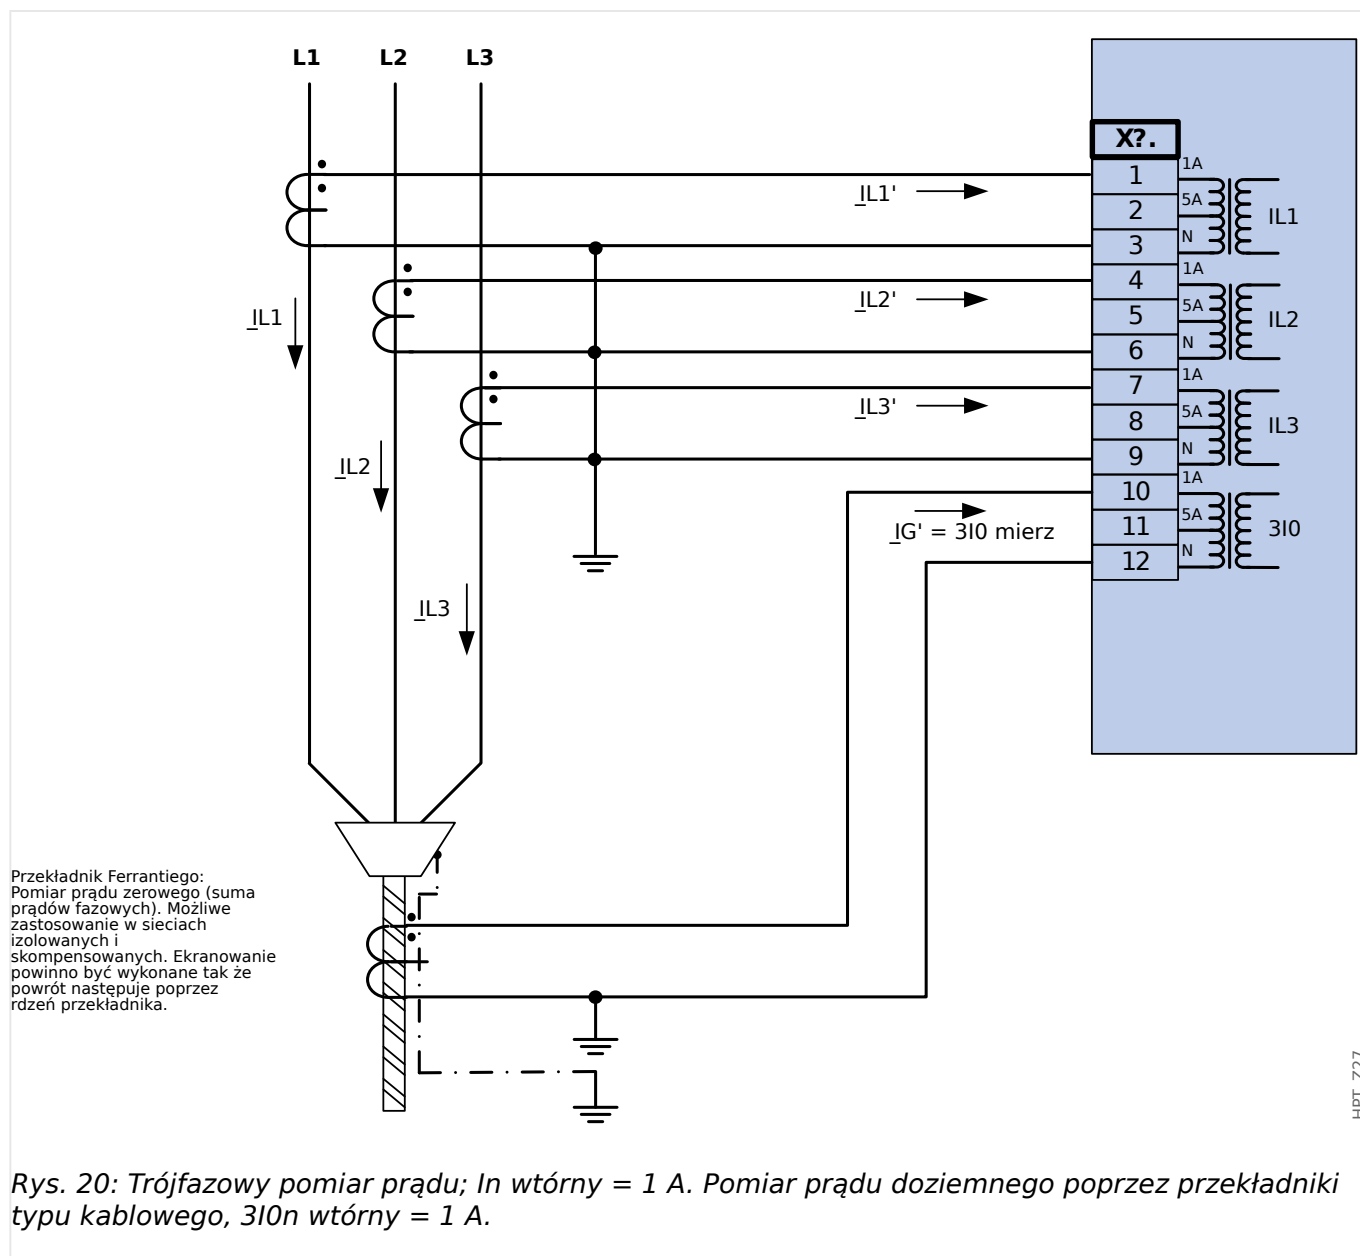 L1 L2 L3
X?.
1
2
3
4
5
6
7
8
9
10
11
12
1A
5A
N
IL1
1A
5A
N
IL2
1A
5A
N
IL3
1A
5A
N
3I0
IL1'
IL2'
IL3'
IG' = 3I0 mierz
IL1
IL2
IL3
Przekładnik Ferrantiego:
Pomiar prądu zerowego (suma
prądów fazowych). Możliwe
zastosowanie w sieciach
izolowanych i
skompensowanych. Ekranowanie
powinno być wykonane tak że
powrót następuje poprzez
rdzeń przekładnika.
HPT_Z27
Rys. 20: Trójfazowy pomiar prądu; In wtórny = 1 A. Pomiar prądu doziemnego poprzez przekładniki
typu kablowego, 3I0n wtórny = 1 A.